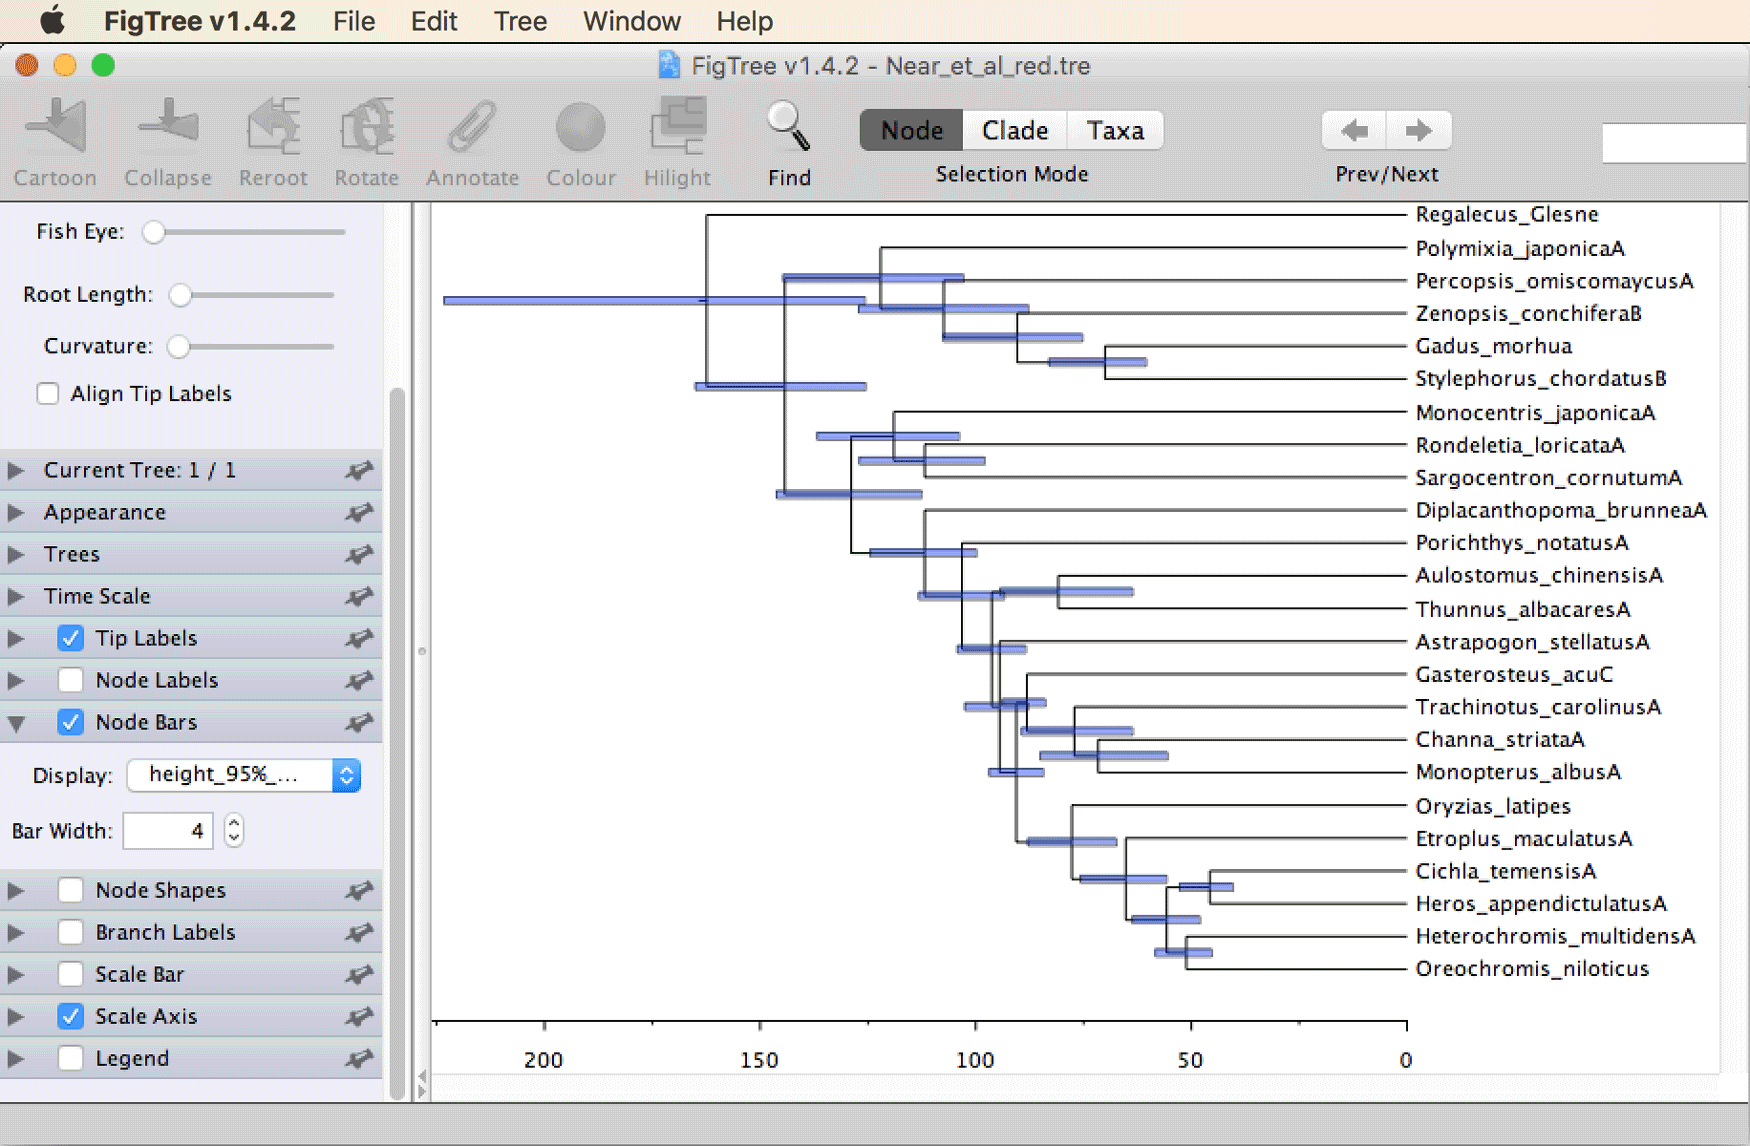 FigTree v1.4.2 File Edit Tree Window Help
FigTree v1.4.2 - Near_et_al_red.tre
Node Clade Taxa
Cartoon Collapse Reroot Rotate Annotate Colour Hilight Find Selection Mode Prev/Next
Fish Eye:
Root Length:
Curvature:
Align Tip Labels
Current Tree: 1 / 1
Appearance
Trees
Time Scale
Tip Labels
Node Labels
Node Bars
Display: height_95%_...
Bar Width: 4
Node Shapes
Branch Labels
Scale Bar
Scale Axis
Legend
Regalecus_Glesne
Polymixia_japonicaA
Percopsis_omiscomaycusA
Zenopsis_conchiferaB
Gadus_morhua
Stylephorus_chordatusB
Monocentris_japonicaA
Rondeletia_loricataA
Sargocentron_cornutumA
Diplacanthopoma_brunneaA
Porichthys_notatusA
Aulostomus_chinensisA
Thunnus_albacaresA
Astrapogon_stellatusA
Gasterosteus_acuC
Trachinotus_carolinusA
Channa_striataA
Monopterus_albusA
Oryzias_latipes
Etroplus_maculatusA
Cichla_temensisA
Heros_appendictulatusA
Heterochromis_multidensA
Oreochromis_niloticus
200 150 100 50 0